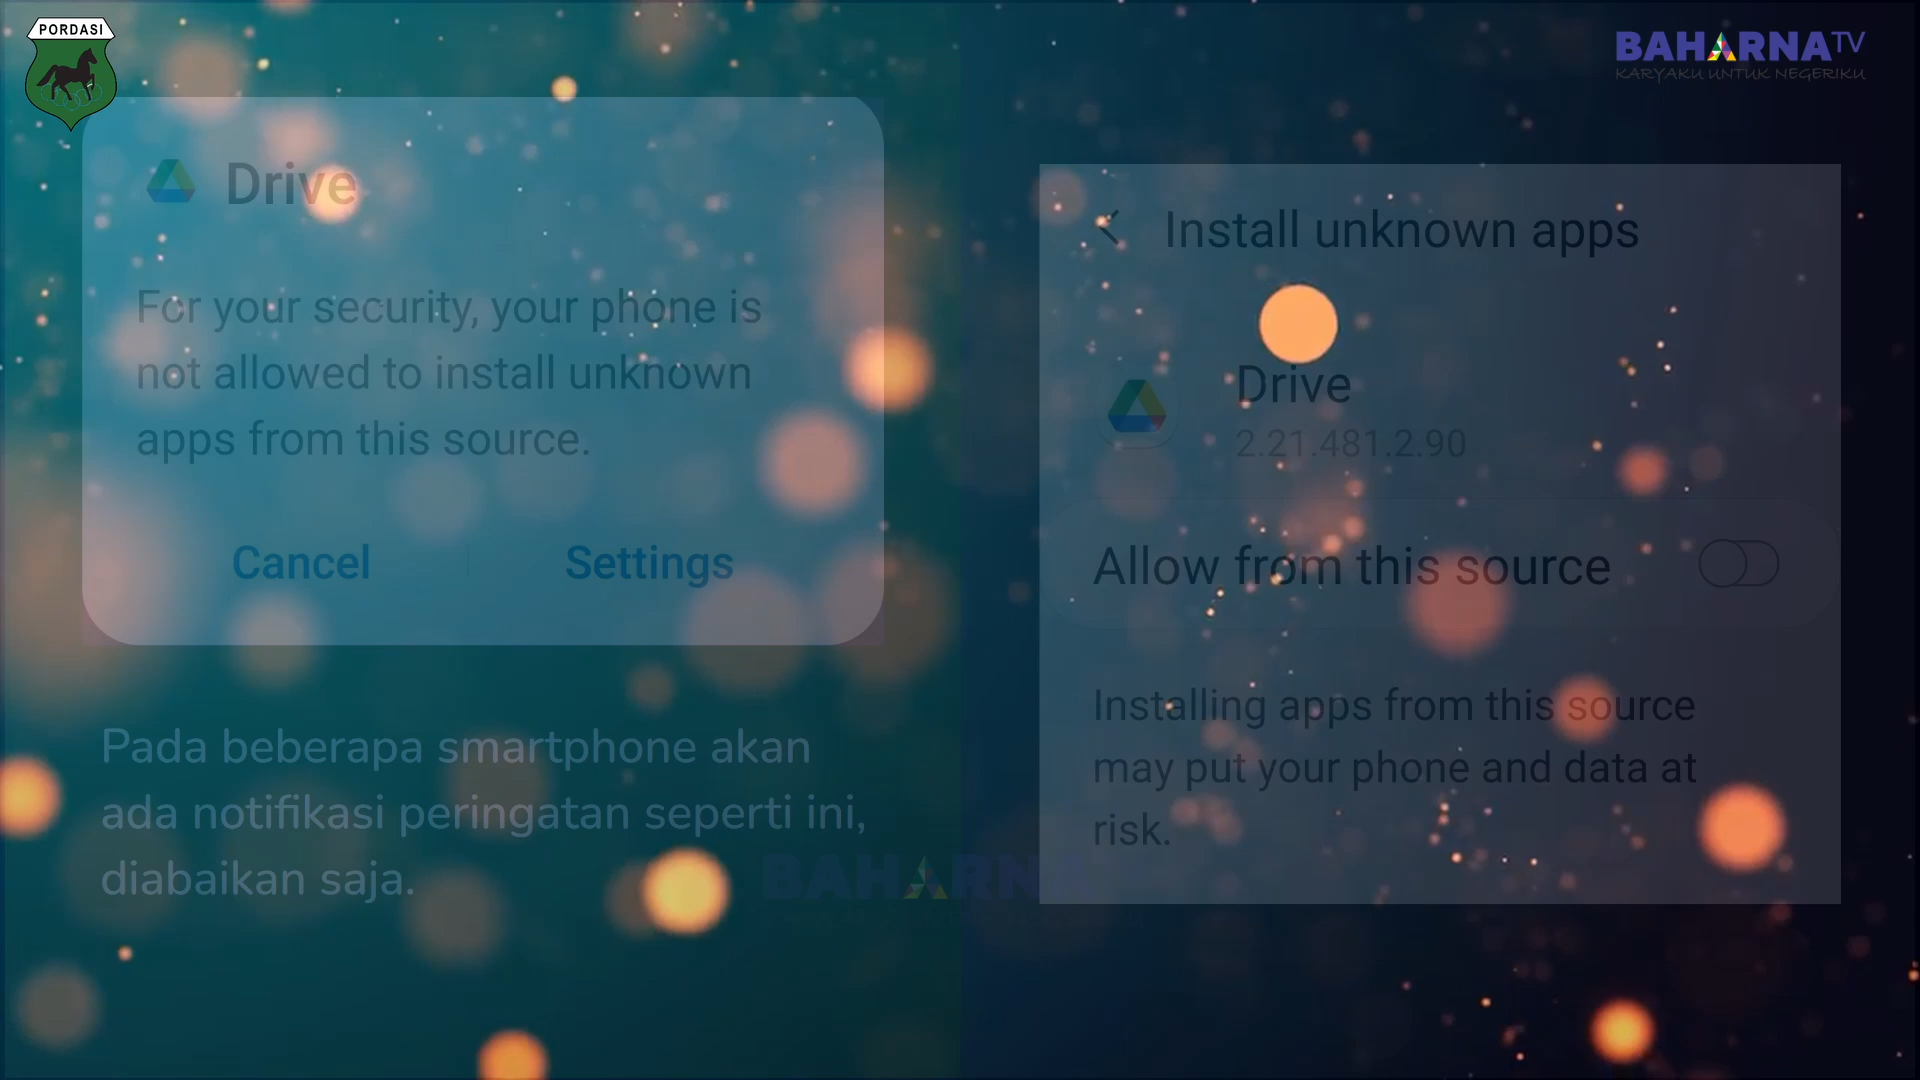 PORDASI
BAHARNATV
KARYAKU UNTUK NEGERIKU
Drive
For your security, your phone is
not allowed to install unknown
apps from this source.
Cancel
Settings
Pada beberapa smartphone akan
ada notifikasi peringatan seperti ini,
diabaikan saja.
Install unknown apps
Drive
2.21.481.2.90
Allow from this source
Installing apps from this source
may put your phone and data at
risk.
BAHARNA